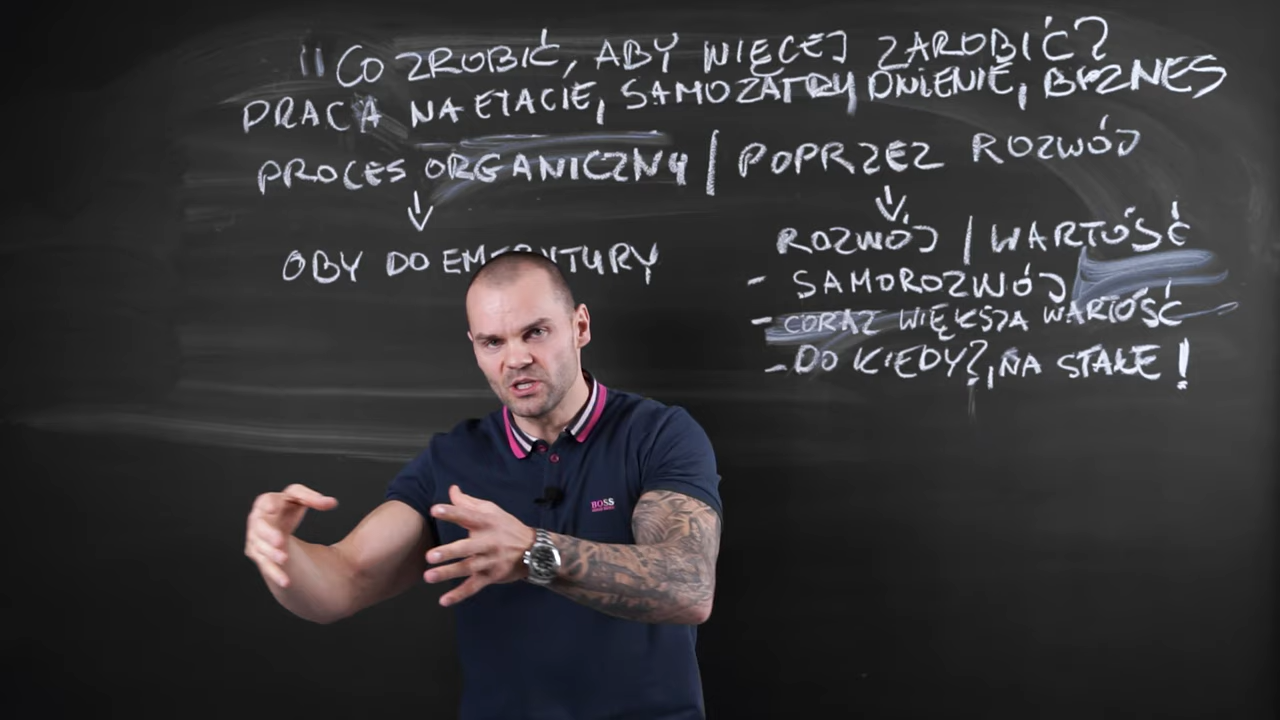 11 CO ZROBIĆ, ABY WIĘCEJ ZAROBIĆ?
PRACA NA ETACIE, SAMOZATRUDNIENIE, BIZNES
PROCES ORGANICZNY / POPRZEZ ROZWÓJ
OBY DO EMERYTURY
ROZWÓJ / WARTOŚĆ
- SAMOROZWÓJ
- CORAZ WIĘKSZA WARTOŚĆ
- DO KIEDY?, NA STAŁE!
BOSS